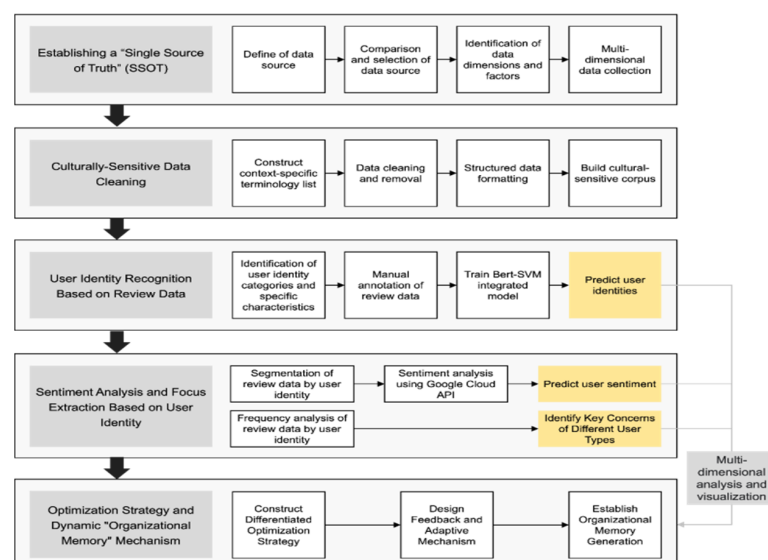 Establishing a "Single Source
of Truth" (SSOT)
Define of data
source
Comparison
and selection of
data source
Identification of
data
dimensions and
factors
Multi-
dimensional
data collection
Culturally-Sensitive Data
Cleaning
Construct
context-specific
terminology list
Data cleaning
and removal
Structured data
formatting
Build cultural-
sensitive corpus
User Identity Recognition
Based on Review Data
Identification of
user identity
categories and
specific
characteristics
Manual
annotation of
review data
Train Bert-SVM
integrated
model
Predict user
identities
Sentiment Analysis and Focus
Extraction Based on User
Identity
Segmentation of
review data by user
identity
Sentiment analysis
using Google Cloud
API
Predict user sentiment
Frequency analysis of
review data by user
identity
Identify Key Concerns
of Different User
Types
Multi-
dimensional
analysis and
visualization
Optimization Strategy and
Dynamic "Organizational
Memory" Mechanism
Construct
Differentiated
Optimization
Strategy
Design
Feedback and
Adaptive
Mechanism
Establish
Organizational
Memory
Generation